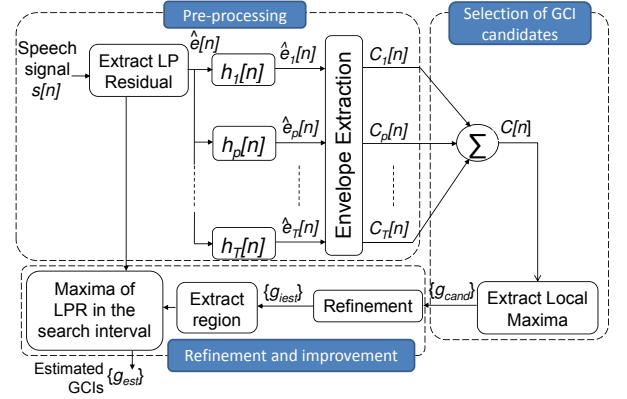 Pre-processing
Selection of GCI
candidates
Speech
signal
s[n]
Extract LP
Residual
ê[n]
h1[n]
ê1[n]
hp[n]
êp[n]
hT[n]
êT[n]
Envelope Extraction
C1[n]
Cp[n]
CT[n]
Σ
C[n]
Extract Local
Maxima
{gcand}
Refinement
{giest}
Extract
region
Maxima of
LPR in the
search interval
Refinement and improvement
Estimated {gest}
GCIs